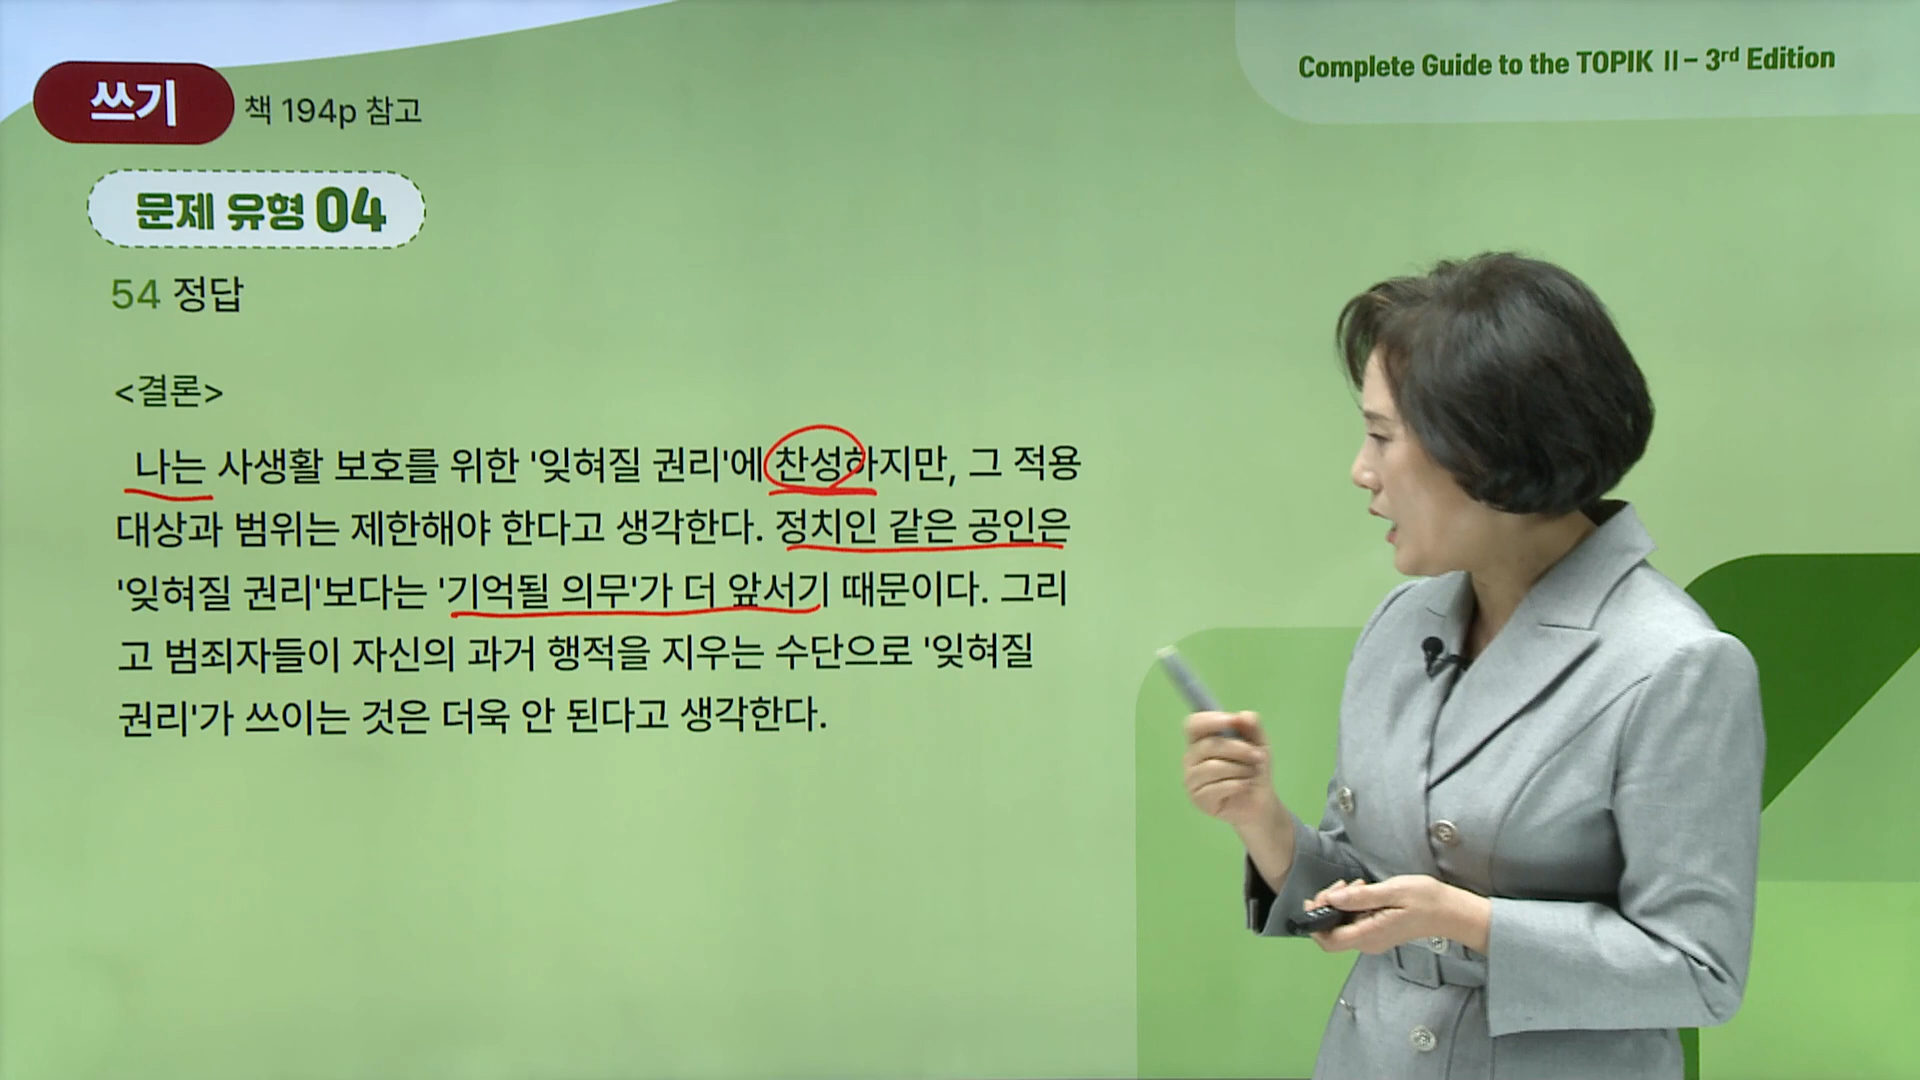 Complete Guide to the TOPIK II - 3rd Edition
쓰기 책 194p 참고
문제 유형 04
54 정답
<결론>
나는 사생활 보호를 위한 '잊혀질 권리'에 찬성하지만, 그 적용
대상과 범위는 제한해야 한다고 생각한다. 정치인 같은 공인은
'잊혀질 권리'보다는 '기억될 의무'가 더 앞서기 때문이다. 그리
고 범죄자들이 자신의 과거 행적을 지우는 수단으로 '잊혀질
권리'가 쓰이는 것은 더욱 안 된다고 생각한다.